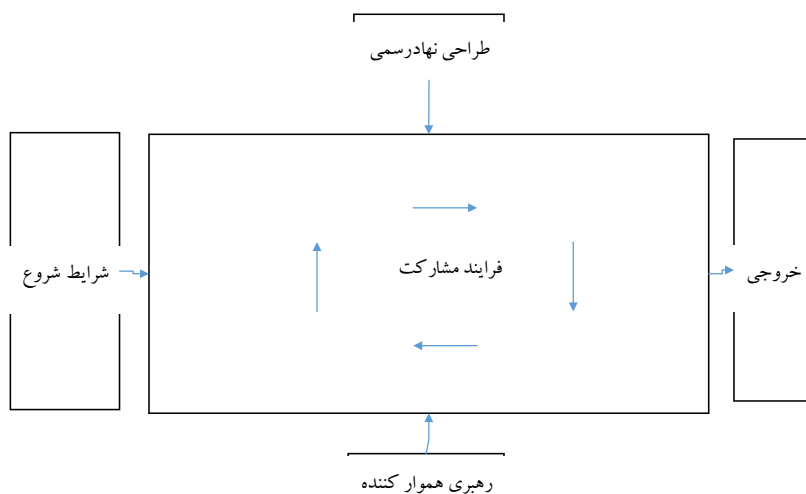 طراحی نهادرسمی
شرایط شروع
فرایند مشارکت
خروجی
رهبری هموار کننده